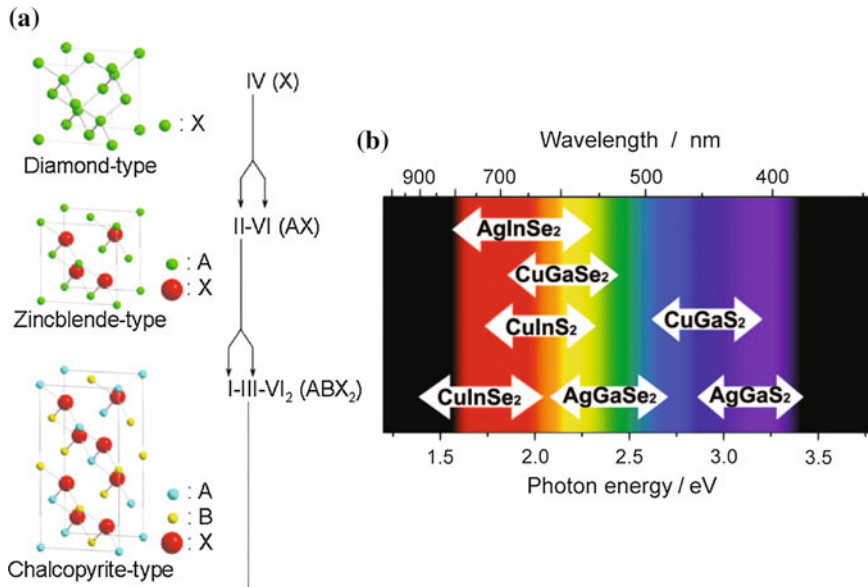 (a)
IV (X)
: X
Diamond-type
II-VI (AX)
: A
: X
Zincblende-type
I-III-VI₂ (ABX₂)
: A
: B
: X
Chalcopyrite-type
(b)
Wavelength / nm
900 700 500 400
AgInSe₂
CuGaSe₂
CuInS₂ CuGaS₂
CuInSe₂ AgGaSe₂ AgGaS₂
1.5 2.0 2.5 3.0 3.5
Photon energy / eV